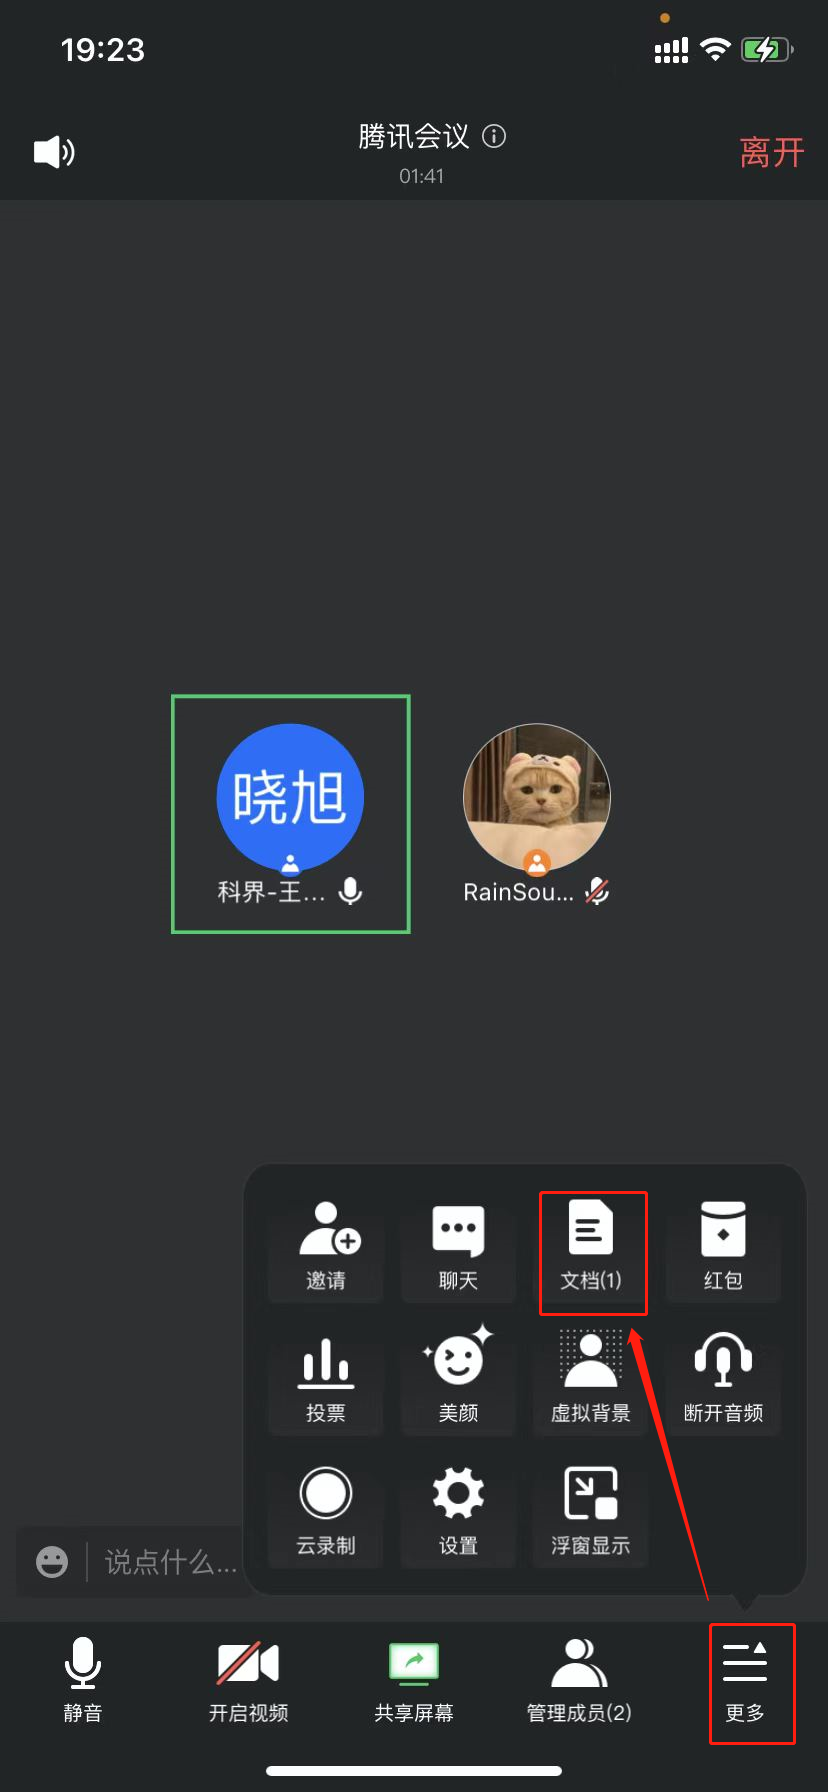 19:23
腾讯会议
01:41
离开
晓旭
科界-王...
RainSou...
邀请
聊天
文档(1)
红包
投票
美颜
虚拟背景
断开音频
云录制
设置
浮窗显示
说点什么...
静音
开启视频
共享屏幕
管理成员(2)
更多